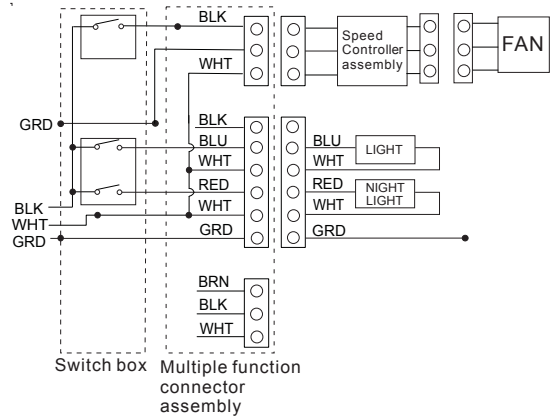 BLK
Speed
Controller
assembly
FAN
WHT
GRD
BLK
BLU
BLU
LIGHT
WHT
WHT
RED
RED
NIGHT
LIGHT
BLK
WHT
WHT
WHT
GRD
GRD
GRD
BRN
BLK
WHT
Switch box
Multiple function
connector
assembly